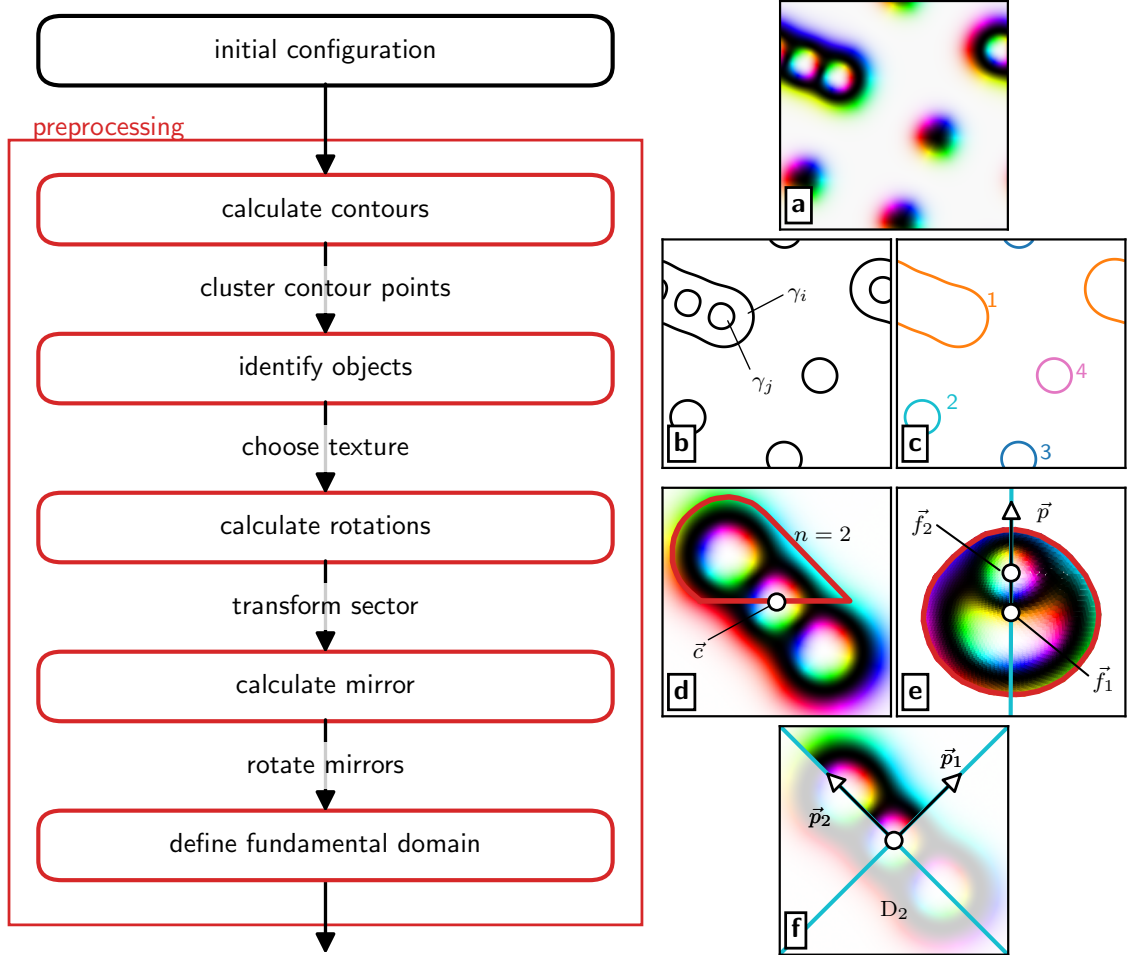 initial configuration
preprocessing
calculate contours
cluster contour points
identify objects
choose texture
calculate rotations
transform sector
calculate mirror
rotate mirrors
define fundamental domain
a
γᵢ
γⱼ
b
1
4
2
3
c
n = 2
c⃗
d
f⃗₂
p⃗
f⃗₁
e
p⃗₁
p⃗₂
D₂
f